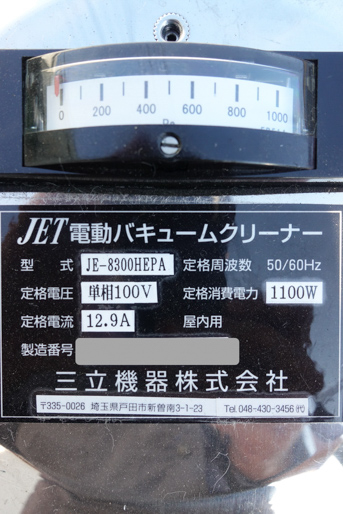 0 200 400 600 800 1000
Pa
JET電動バキュームクリーナー
型 式 JE-8300HEPA 定格周波数 50/60Hz
定格電圧 単相100V 定格消費電力 1100W
定格電流 12.9A 屋内用
製造番号
三立機器株式会社
〒335-0026 埼玉県戸田市新曽南3-1-23 Tel.048-430-3456㈹